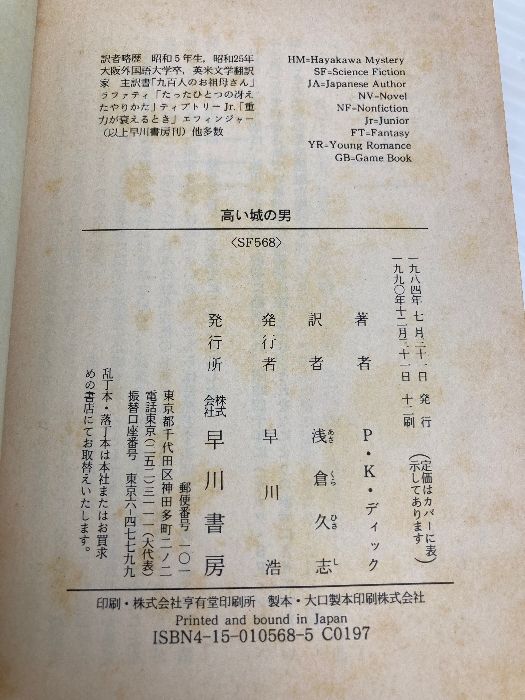 訳者略歴 昭和5年生,昭和25年
大阪外国語大学卒,英米文学翻訳
家 主訳書「九百人のお祖母さん」
ラファティ「たったひとつの冴え
たやりかた」ティプトリーJr.「重
力が衰えるとき」エフィンジャー
(以上早川書房刊)他多数
HM=Hayakawa Mystery
SF=Science Fiction
JA=Japanese Author
NV=Novel
NF=Nonfiction
Jr=Junior
FT=Fantasy
YR=Young Romance
GB=Game Book
高い城の男
〈SF568〉
一九八四年七月三十一日 発行
一九九〇年十二月三十一日 十二刷
(定価はカバーに表
示してあります)
著者 P・K・ディック
訳者 浅倉久志
あさ くら ひさ し
発行者 早川 浩
発行所 株式会社 早川書房
郵便番号 一〇一
東京都千代田区神田多町二ノ二
電話東京(二五二)三一一一(大代表)
振替口座番号 東京六-四七七九九
乱丁本・落丁本は本社またはお買求
めの書店にてお取替えいたします。
印刷・株式会社亨有堂印刷所 製本・大口製本印刷株式会社
Printed and bound in Japan
ISBN4-15-010568-5 C0197